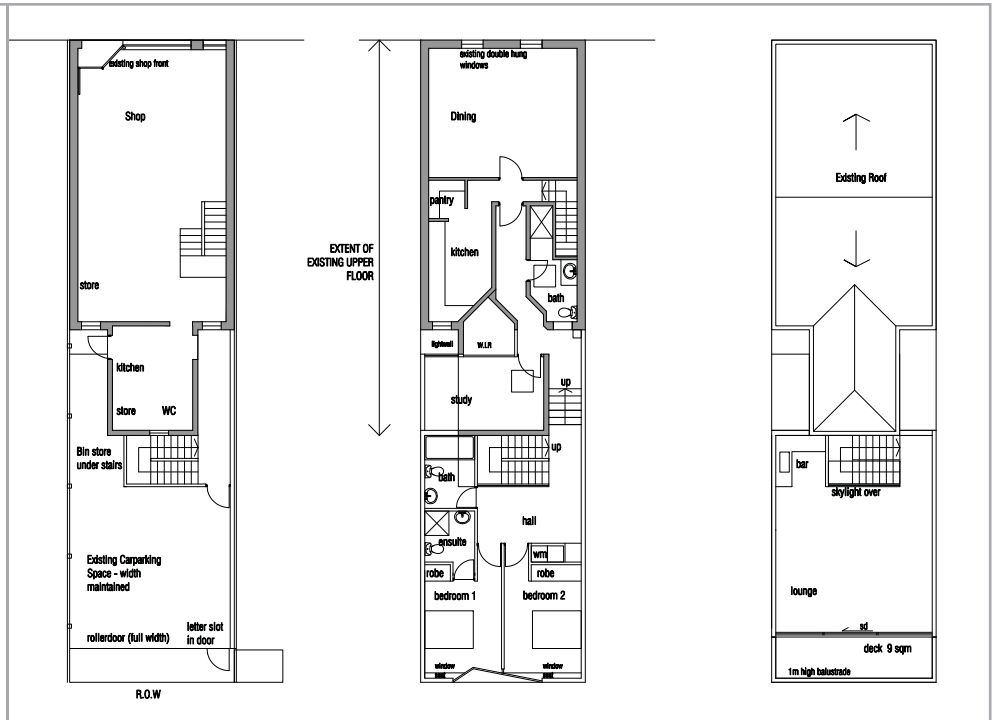 existing shop front
Shop
store
kitchen
store
WC
Bin store
under stairs
Existing Carparking
Space - width
maintained
rollerdoor (full width)
letter slot
in door
R.O.W
EXTENT OF
EXISTING UPPER
FLOOR
existing double hung
windows
Dining
pantry
kitchen
bath
lightwell
W.I.R
study
up
up
bath
hall
ensuite
wm
robe
robe
bedroom 1
bedroom 2
window
seat
window
seat
Existing Roof
bar
skylight over
lounge
sd
deck 9 sqm
1m high balustrade